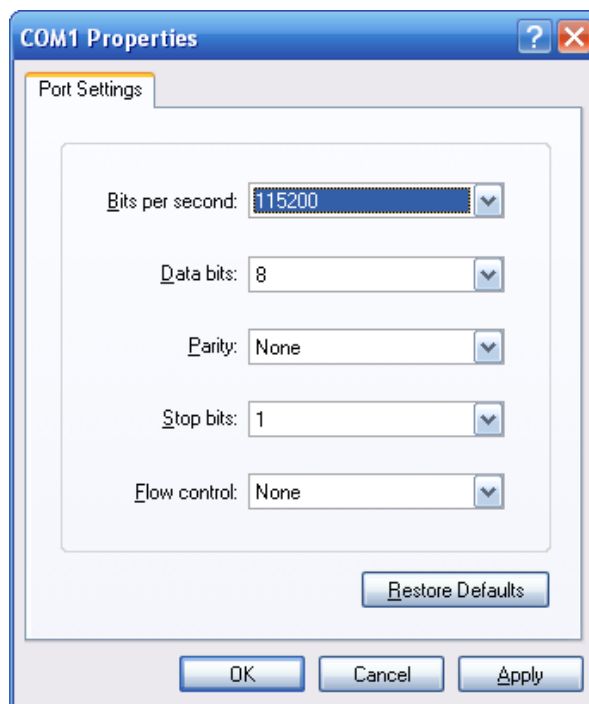 COM1 Properties
Port Settings
Bits per second: 115200
Data bits: 8
Parity: None
Stop bits: 1
Flow control: None
Restore Defaults
OK Cancel Apply